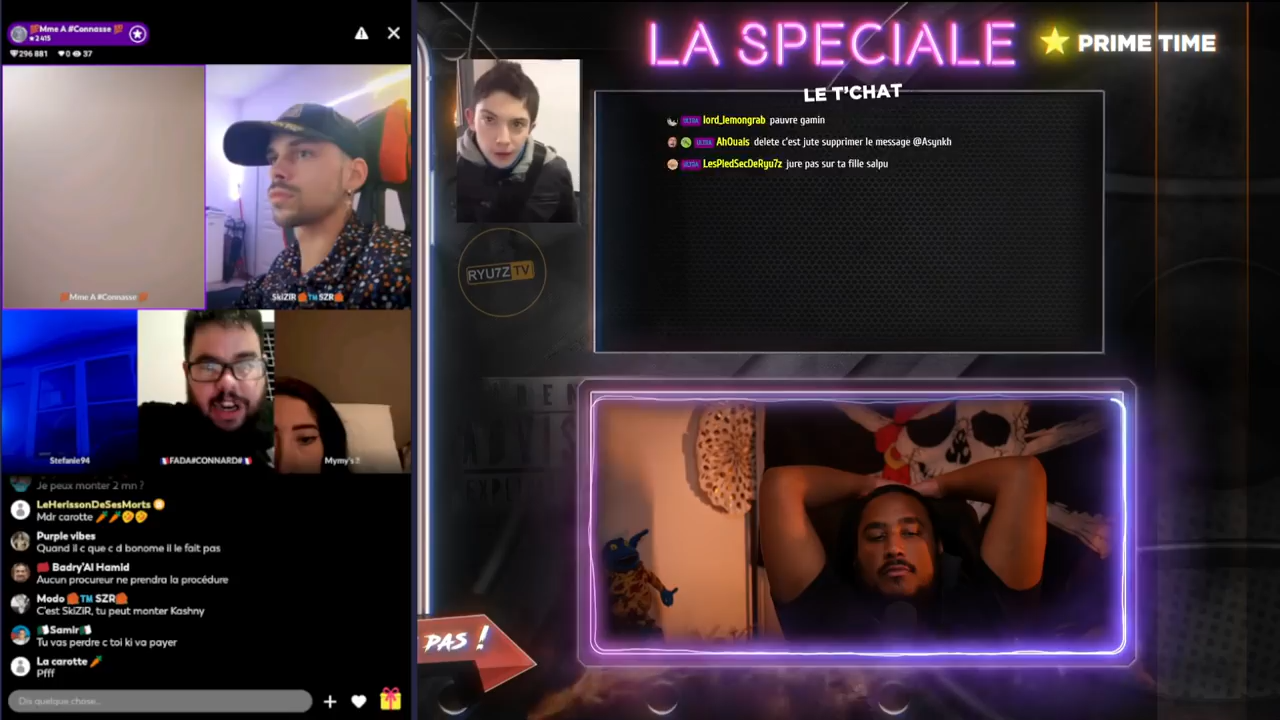 Mme A #Connasse
2 415
296 881 0 37
Mme A #Connasse
SkiZIR TM SZR
Stefanie94
FADA#CONNARD#
Mymy's
Je peux monter 2 mn ?
LeHerissonDeSesMorts
Mdr carotte
Purple vibes
Quand il c que c d bonome il le fait pas
Badry'Al Hamid
Aucun procureur ne prendra la procédure
Modo TM SZR
C'est SkiZIR, tu peut monter Kashny
Samir
Tu vas perdre c toi ki va payer
La carotte
Pfff
Dis quelque chose...
LA SPECIALE
PRIME TIME
LE T'CHAT
ULTRA lord_lemongrab pauvre gamin
ULTRA AhOuals delete c'est jute supprimer le message @Asynkh
ULTRA LesPiedSecDeRyu7z jure pas sur ta fille salpu
RYU7Z TV
PAS !